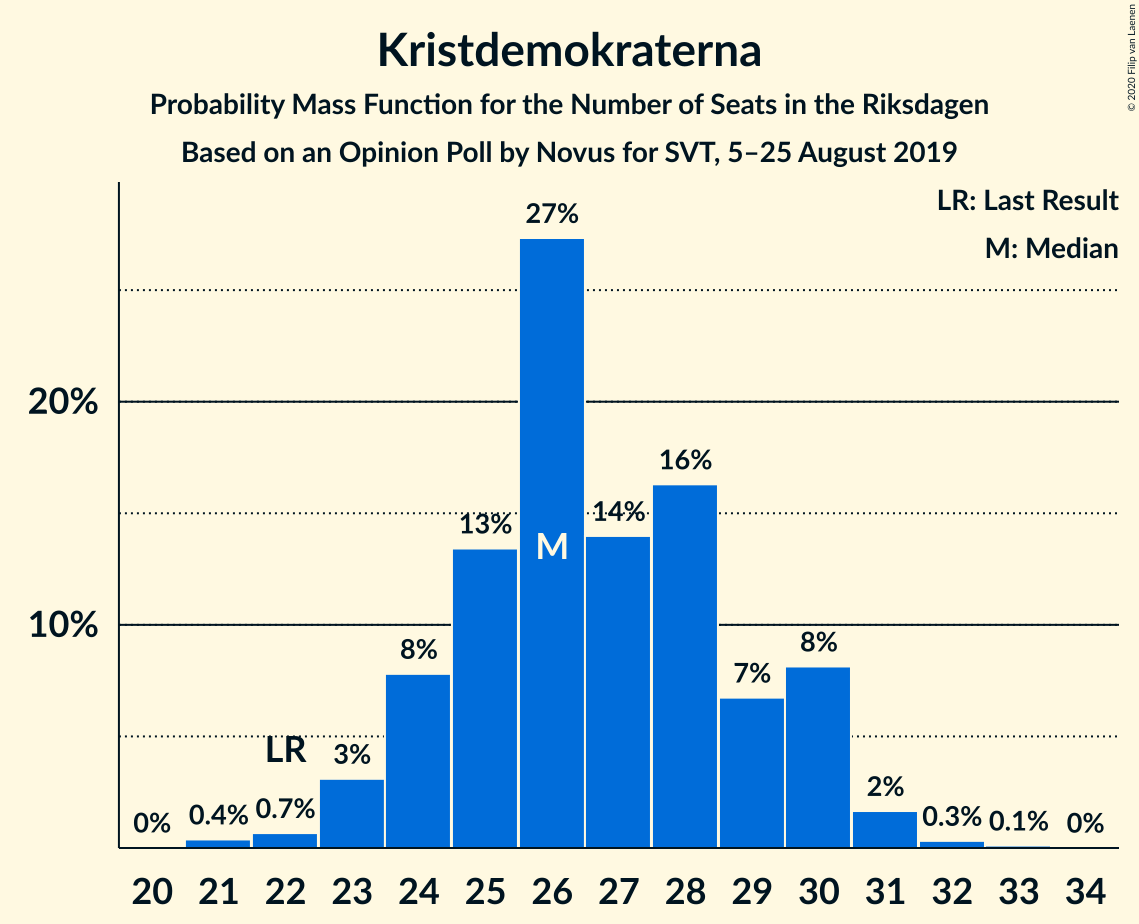 Kristdemokraterna
Probability Mass Function for the Number of Seats in the Riksdagen
Based on an Opinion Poll by Novus for SVT, 5–25 August 2019
© 2020 Filip van Laenen
LR: Last Result
M: Median
20%
10%
0%
0.4%
0.7%
LR
3%
8%
13%
27%
M
14%
16%
7%
8%
2%
0.3%
0.1%
0%
20 21 22 23 24 25 26 27 28 29 30 31 32 33 34